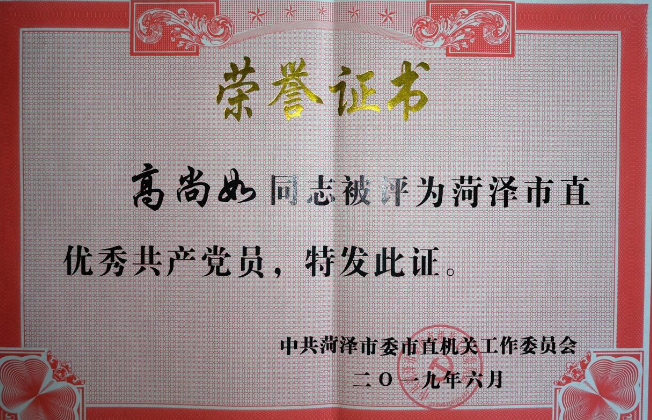 荣誉证书
高尚如同志被评为菏泽市直
优秀共产党员，特发此证。
中共菏泽市委市直机关工作委员会
二〇一九年六月